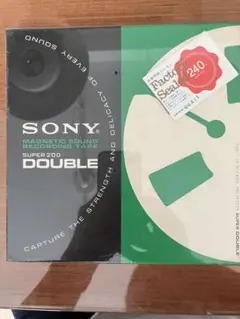 CAPTURE THE STRENGTH AND DELICACY OF EVERY SOUND
SONY
MAGNETIC SOUND
RECORDING TAPE
SUPER 200
DOUBLE
Factory
Sealed
240
SUPER DOUBLE